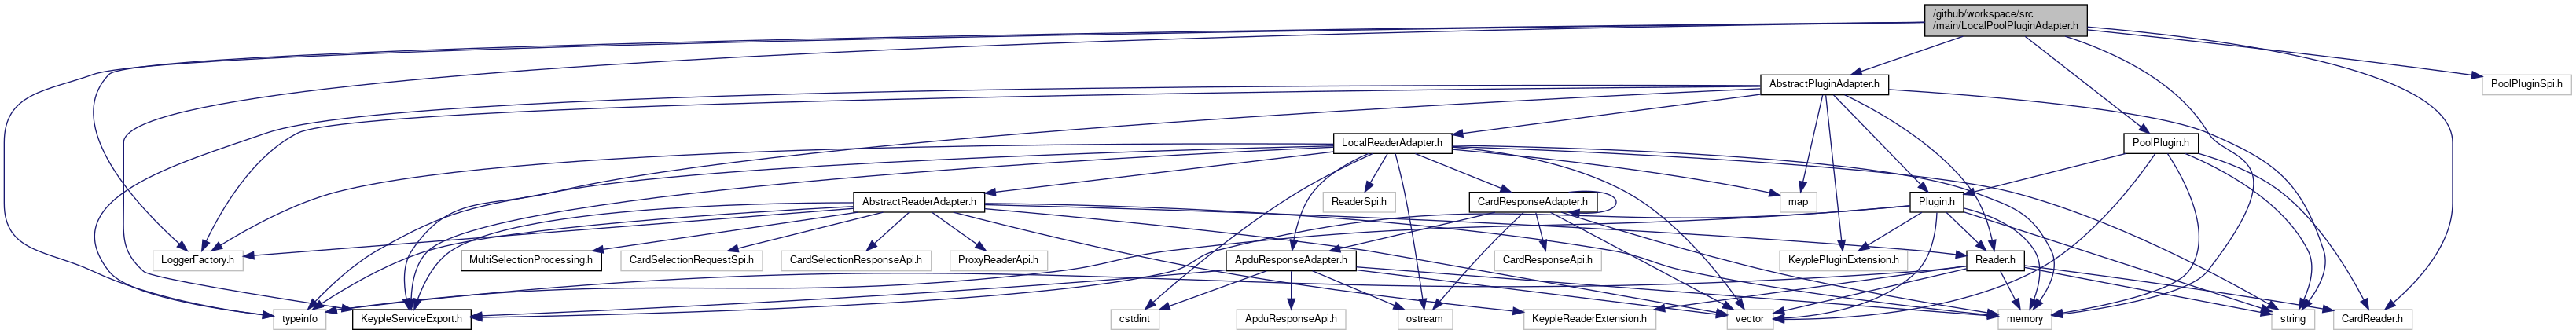 /github/workspace/src
/main/LocalPoolPluginAdapter.h
AbstractPluginAdapter.h
PoolPluginSpi.h
LocalReaderAdapter.h
PoolPlugin.h
AbstractReaderAdapter.h
ReaderSpi.h
CardResponseAdapter.h
map
Plugin.h
LoggerFactory.h
MultiSelectionProcessing.h
CardSelectionRequestSpi.h
CardSelectionResponseApi.h
ProxyReaderApi.h
ApduResponseAdapter.h
CardResponseApi.h
KeyplePluginExtension.h
Reader.h
typeinfo
KeypleServiceExport.h
cstdint
ApduResponseApi.h
ostream
KeypleReaderExtension.h
vector
memory
string
CardReader.h